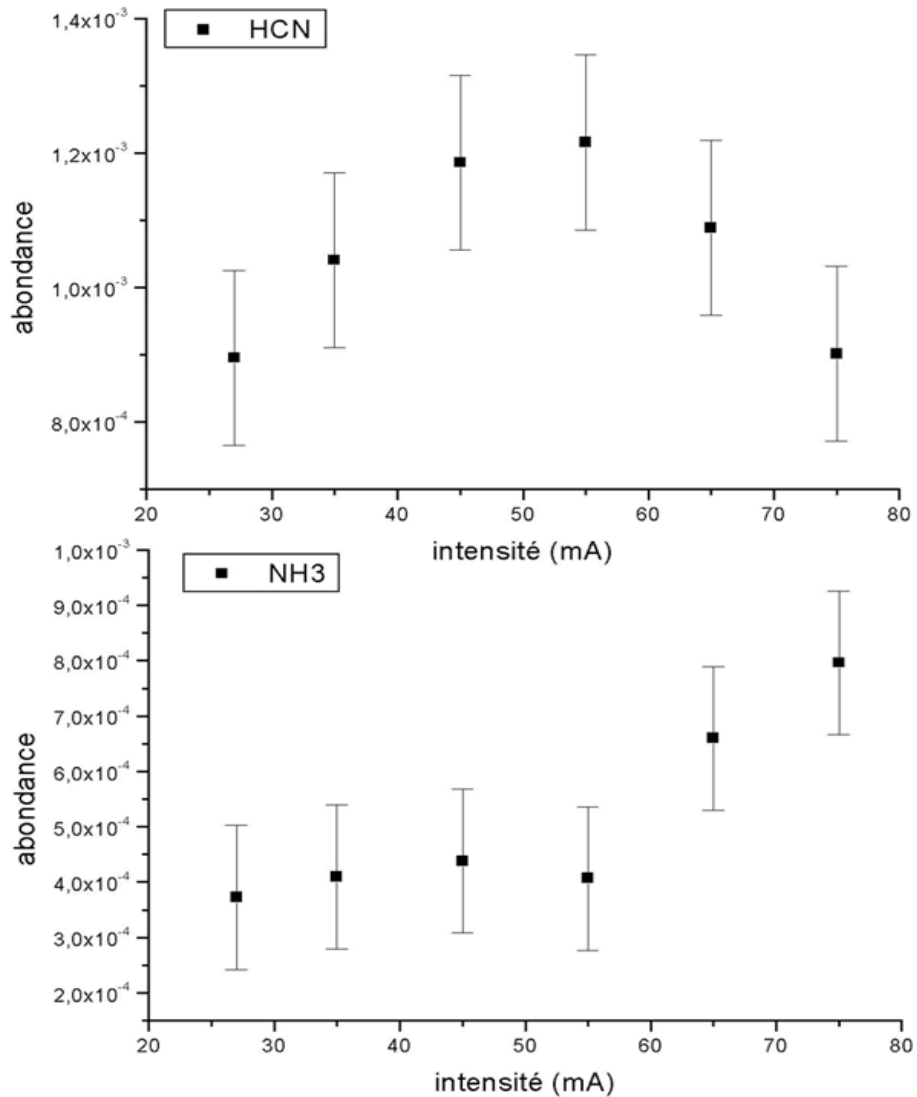 1,4x10⁻³
HCN
1,2x10⁻³
1,0x10⁻³
8,0x10⁻⁴
abondance
20 30 40 50 60 70 80
intensité (mA)
1,0x10⁻³
NH3
9,0x10⁻⁴
8,0x10⁻⁴
7,0x10⁻⁴
6,0x10⁻⁴
5,0x10⁻⁴
4,0x10⁻⁴
3,0x10⁻⁴
2,0x10⁻⁴
abondance
20 30 40 50 60 70 80
intensité (mA)